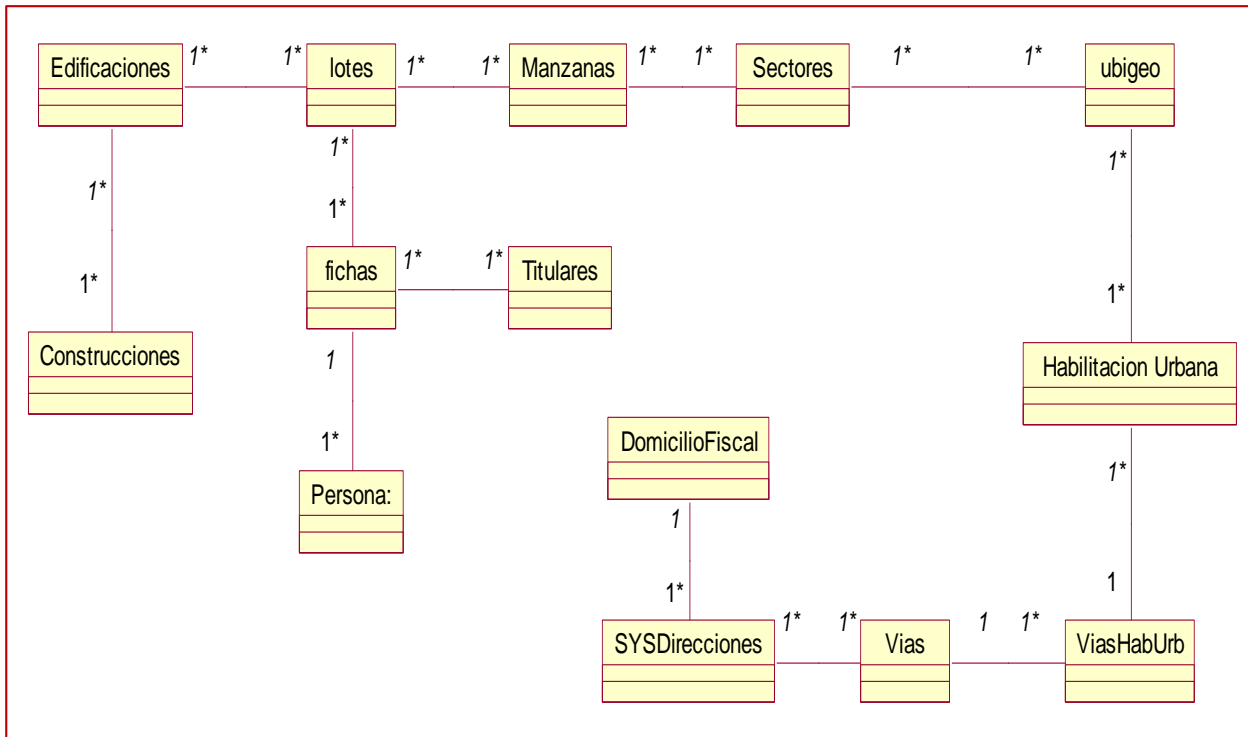 Edificaciones 1* 1* lotes 1* 1* Manzanas 1* 1* Sectores 1* 1* ubigeo
1* 1* 1*
1* 1* 1*
fichas 1* 1* Titulares
Construcciones 1 Habilitacion Urbana
1* DomicilioFiscal 1*
Persona:
1
1* 1
SYSDirecciones 1* 1* Vias 1 1* ViasHabUrb